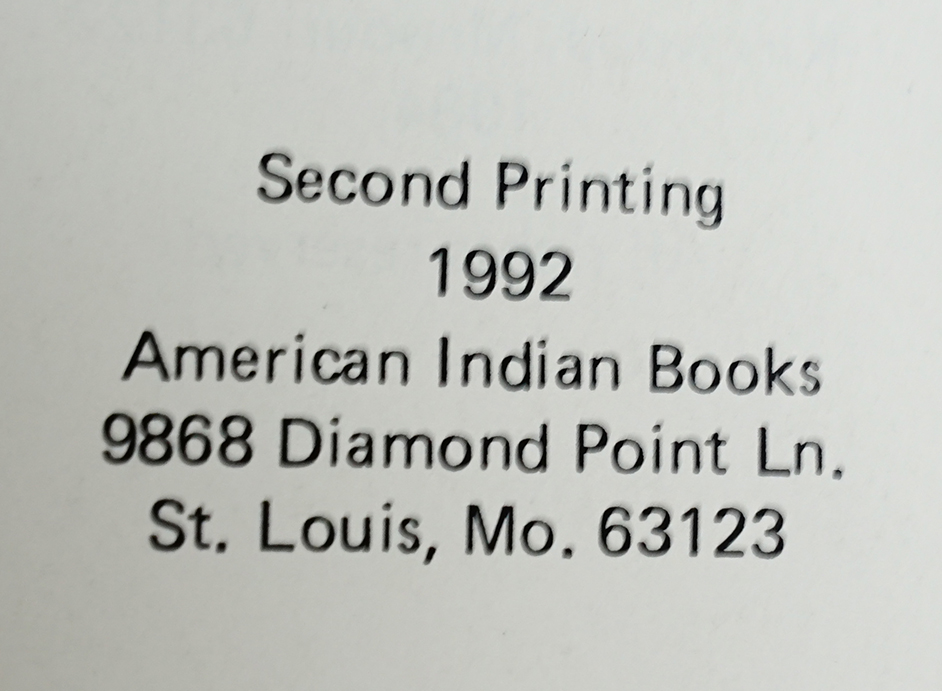 Second Printing
1992
American Indian Books
9868 Diamond Point Ln.
St. Louis, Mo. 63123